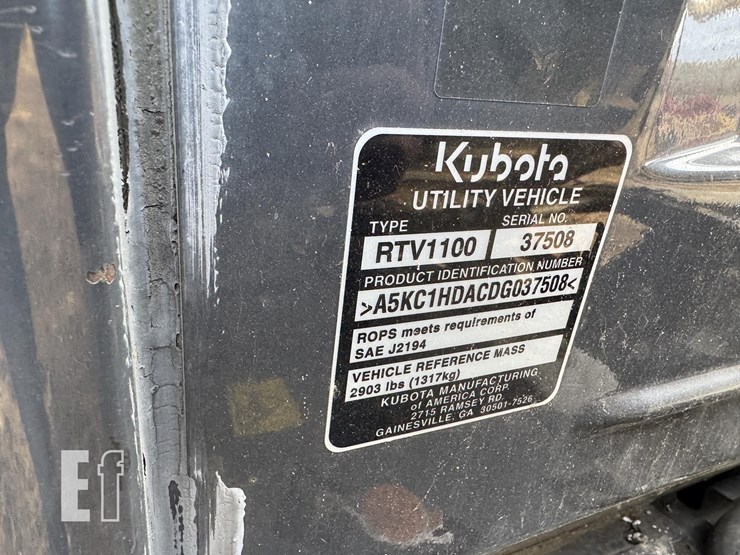 Kubota
UTILITY VEHICLE
TYPE SERIAL NO.
RTV1100 37508
PRODUCT IDENTIFICATION NUMBER
>A5KC1HDACDG037508<
ROPS meets requirements of
SAE J2194
VEHICLE REFERENCE MASS
2903 lbs (1317kg)
KUBOTA MANUFACTURING
of AMERICA CORP.
2715 RAMSEY RD.
GAINESVILLE, GA 30501-7526
Ef